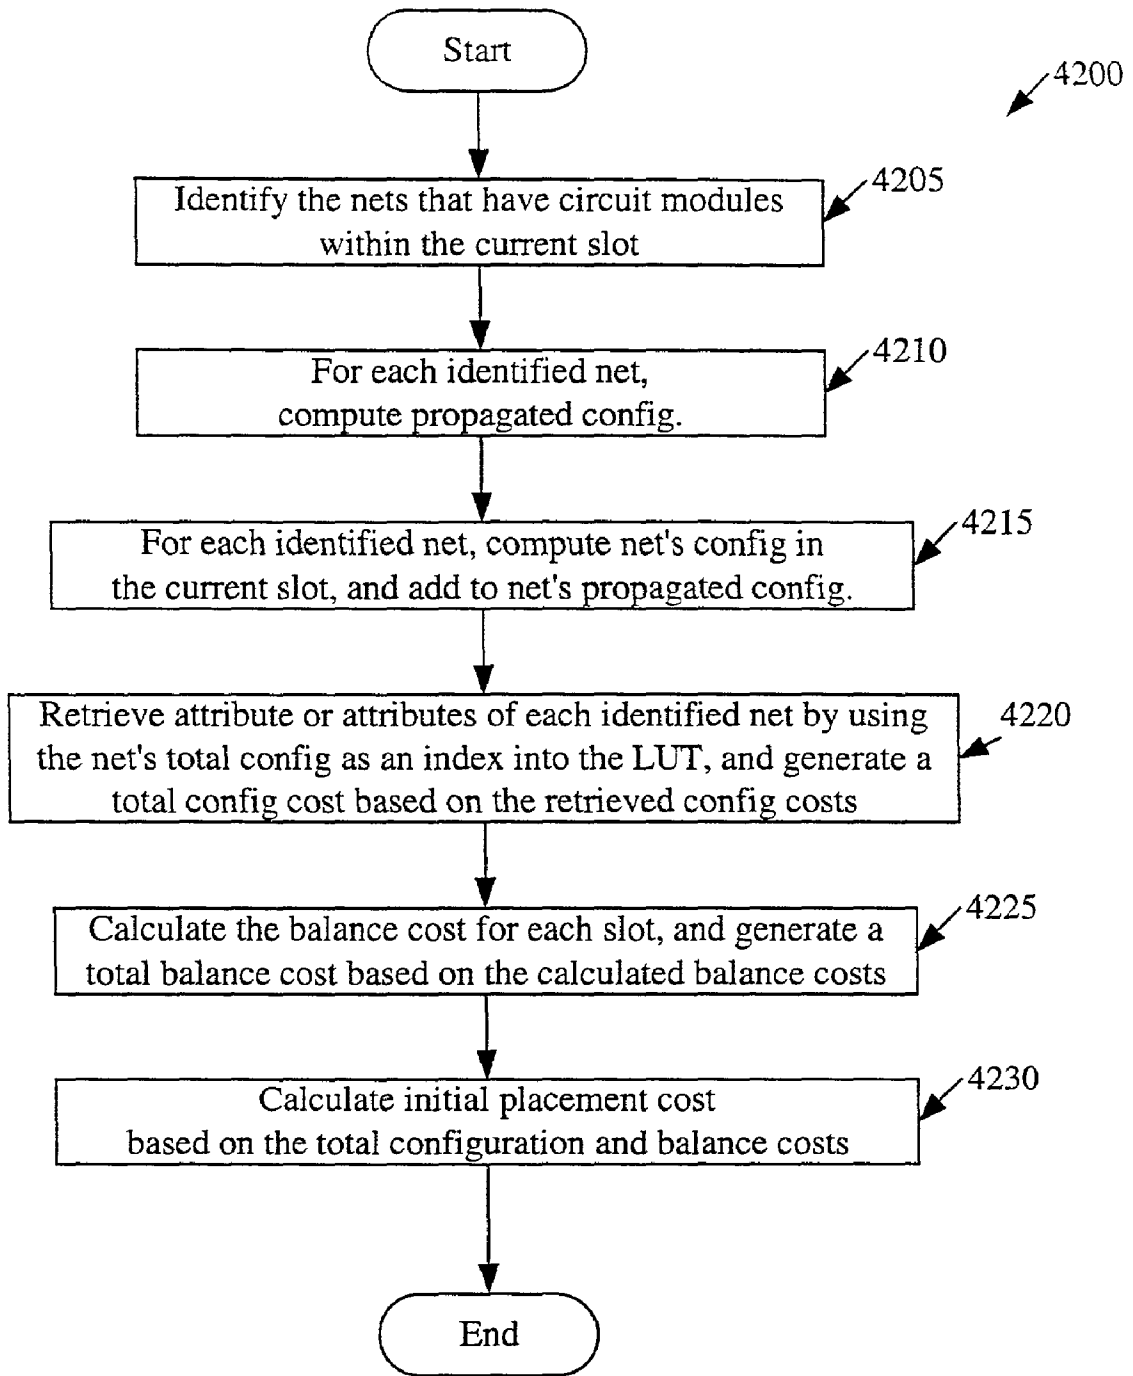 Start
4200
4205
Identify the nets that have circuit modules
within the current slot
4210
For each identified net,
compute propagated config.
4215
For each identified net, compute net's config in
the current slot, and add to net's propagated config.
4220
Retrieve attribute or attributes of each identified net by using
the net's total config as an index into the LUT, and generate a
total config cost based on the retrieved config costs
4225
Calculate the balance cost for each slot, and generate a
total balance cost based on the calculated balance costs
4230
Calculate initial placement cost
based on the total configuration and balance costs
End